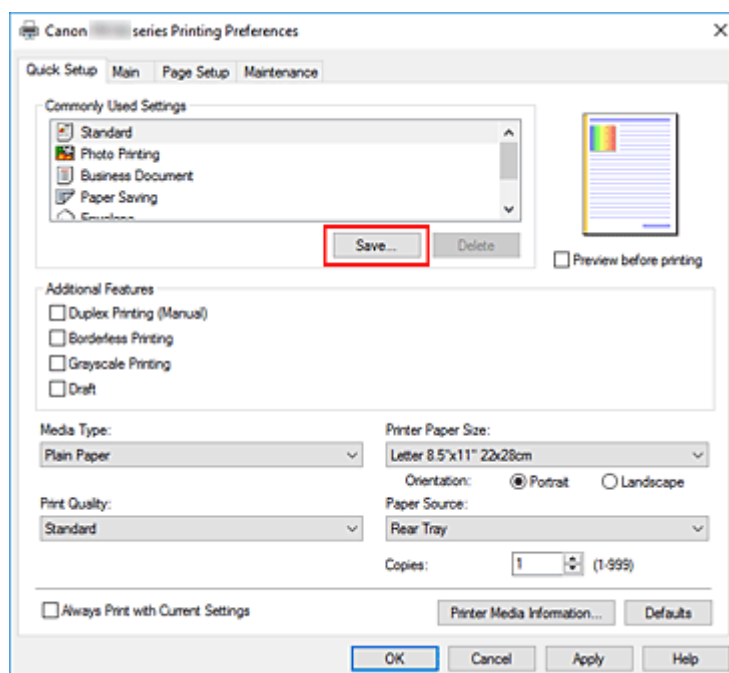 Canon series Printing Preferences
Quick Setup Main Page Setup Maintenance
Commonly Used Settings
Standard
Photo Printing
Business Document
Paper Saving
Save... Delete
Preview before printing
Additional Features
Duplex Printing (Manual)
Borderless Printing
Grayscale Printing
Draft
Media Type: Printer Paper Size:
Plain Paper Letter 8.5"x11" 22x28cm
Orientation: Portrait Landscape
Print Quality: Paper Source:
Standard Rear Tray
Copies: 1 (1-999)
Always Print with Current Settings Printer Media Information... Defaults
OK Cancel Apply Help